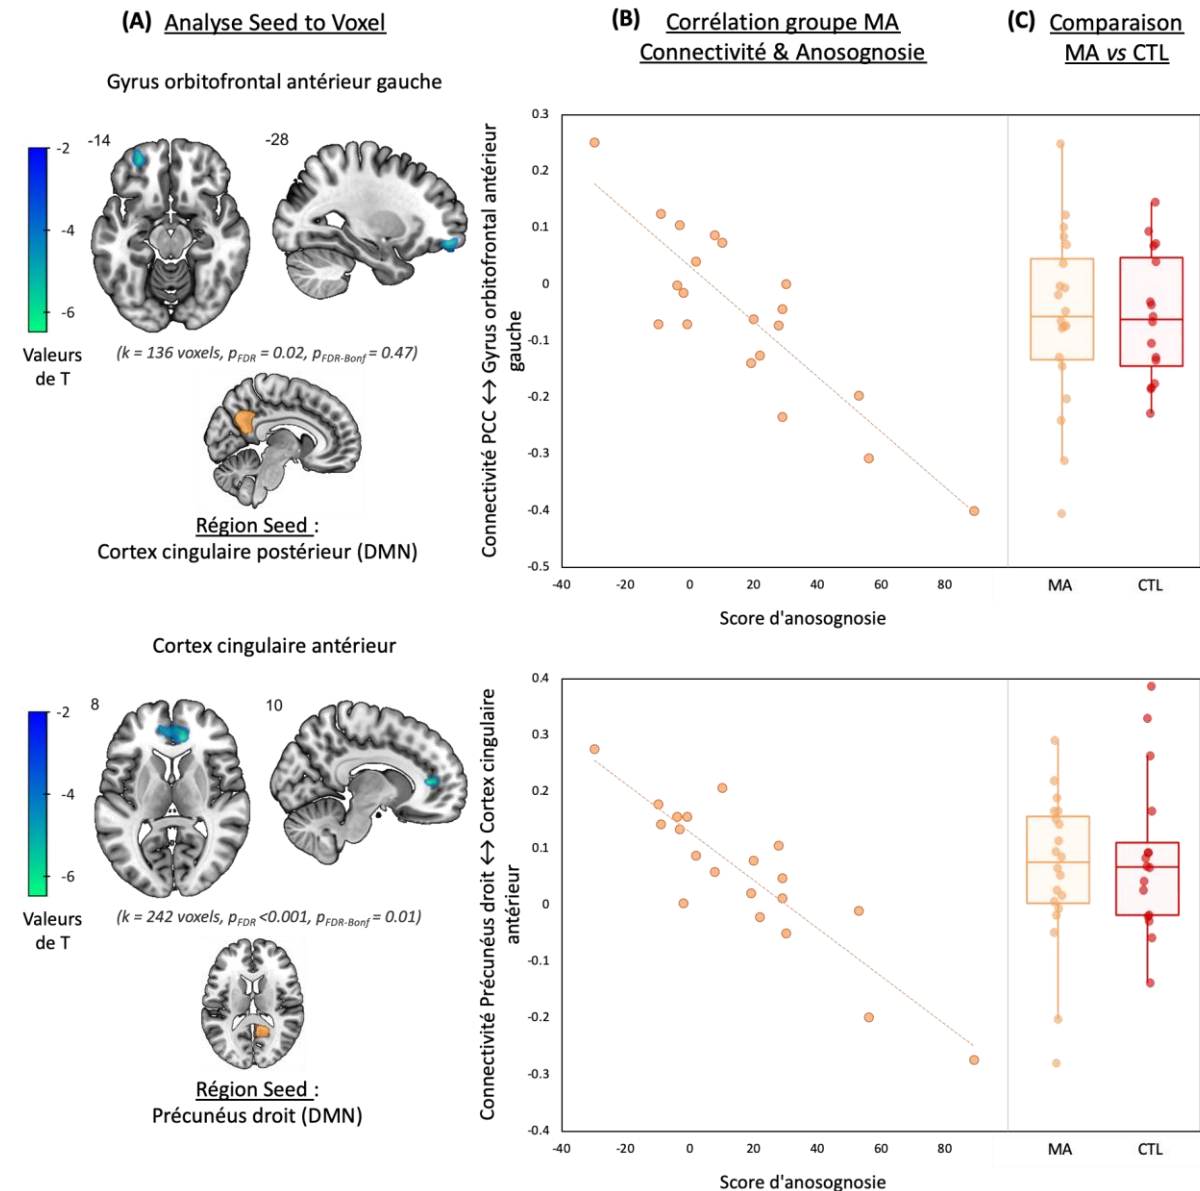 (A) Analyse Seed to Voxel
Gyrus orbitofrontal antérieur gauche
-14
-28
-2
-4
-6
Valeurs
de T
(k = 136 voxels, pFDR = 0.02, pFDR-Bonf = 0.47)
Région Seed :
Cortex cingulaire postérieur (DMN)
(B) Corrélation groupe MA
Connectivité & Anosognosie
(C) Comparaison
MA vs CTL
Connectivité PCC ↔ Gyrus orbitofrontal antérieur
gauche
0.3
0.2
0.1
0
-0.1
-0.2
-0.3
-0.4
-0.5
-40 -20 0 20 40 60 80
MA CTL
Score d'anosognosie
Cortex cingulaire antérieur
8
10
-2
-4
-6
Valeurs
de T
(k = 242 voxels, pFDR <0.001, pFDR-Bonf = 0.01)
Région Seed :
Précunéus droit (DMN)
Connectivité Précunéus droit ↔ Cortex cingulaire
antérieur
0.4
0.3
0.2
0.1
0
-0.1
-0.2
-0.3
-0.4
-40 -20 0 20 40 60 80
MA CTL
Score d'anosognosie